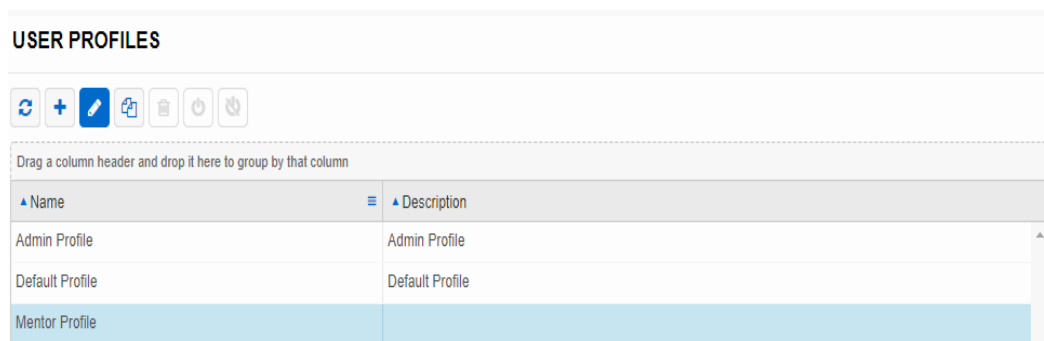 USER PROFILES
Drag a column header and drop it here to group by that column
Name Description
Admin Profile Admin Profile
Default Profile Default Profile
Mentor Profile